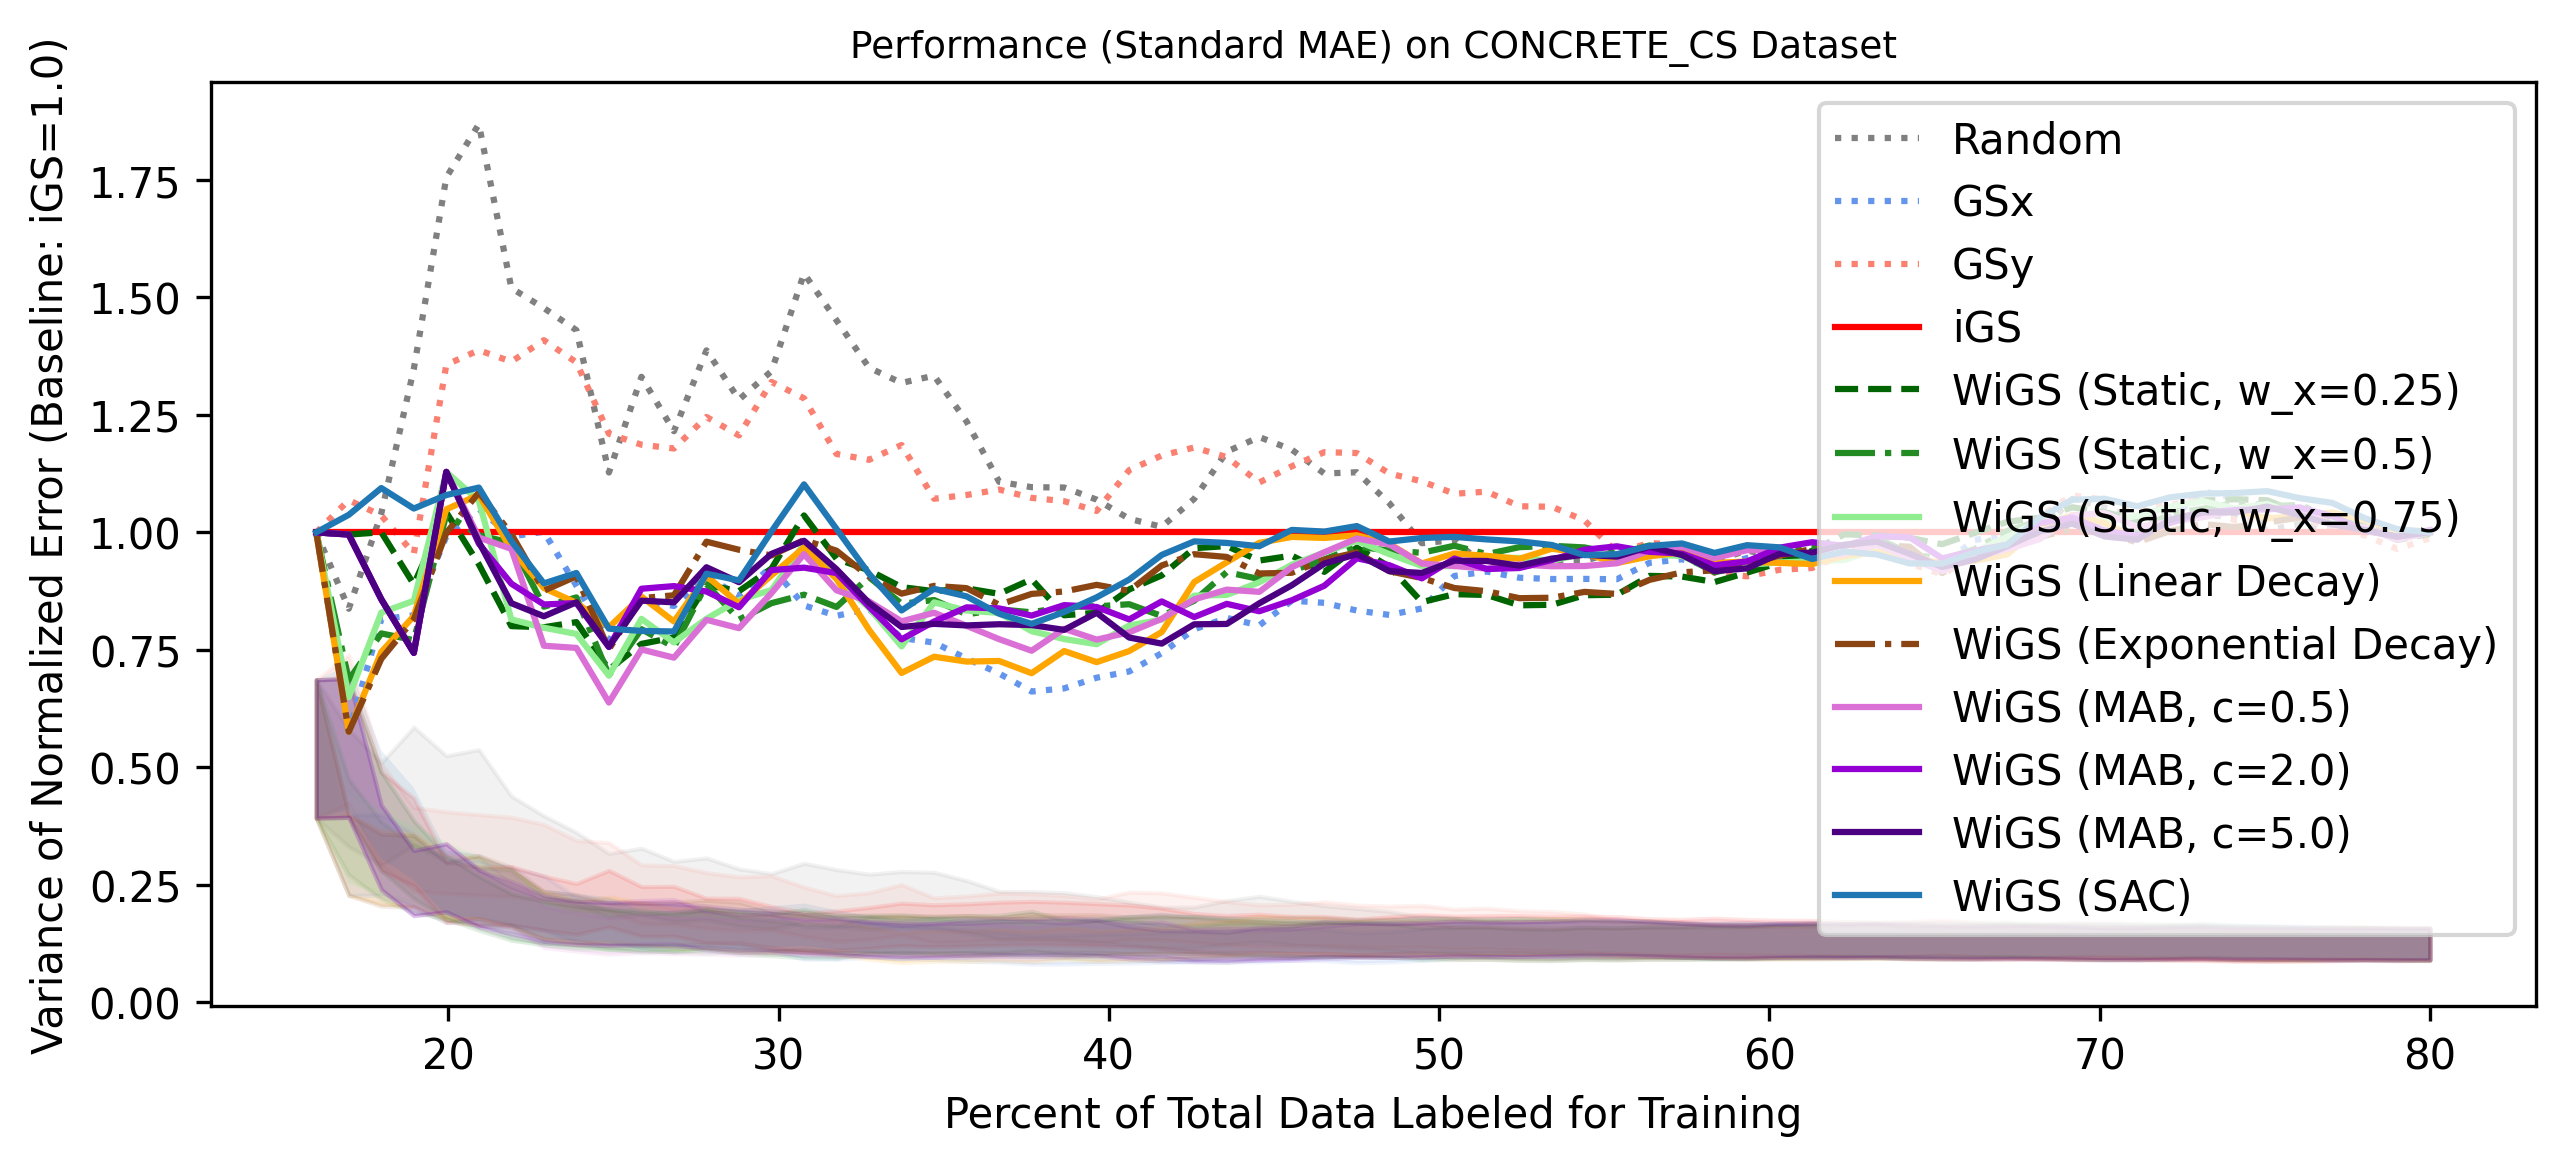 Performance (Standard MAE) on CONCRETE_CS Dataset
Variance of Normalized Error (Baseline: iGS=1.0)
1.75
1.50
1.25
1.00
0.75
0.50
0.25
0.00
20 30 40 50 60 70 80
Percent of Total Data Labeled for Training
Random
GSx
GSy
iGS
WiGS (Static, w_x=0.25)
WiGS (Static, w_x=0.5)
WiGS (Static, w_x=0.75)
WiGS (Linear Decay)
WiGS (Exponential Decay)
WiGS (MAB, c=0.5)
WiGS (MAB, c=2.0)
WiGS (MAB, c=5.0)
WiGS (SAC)